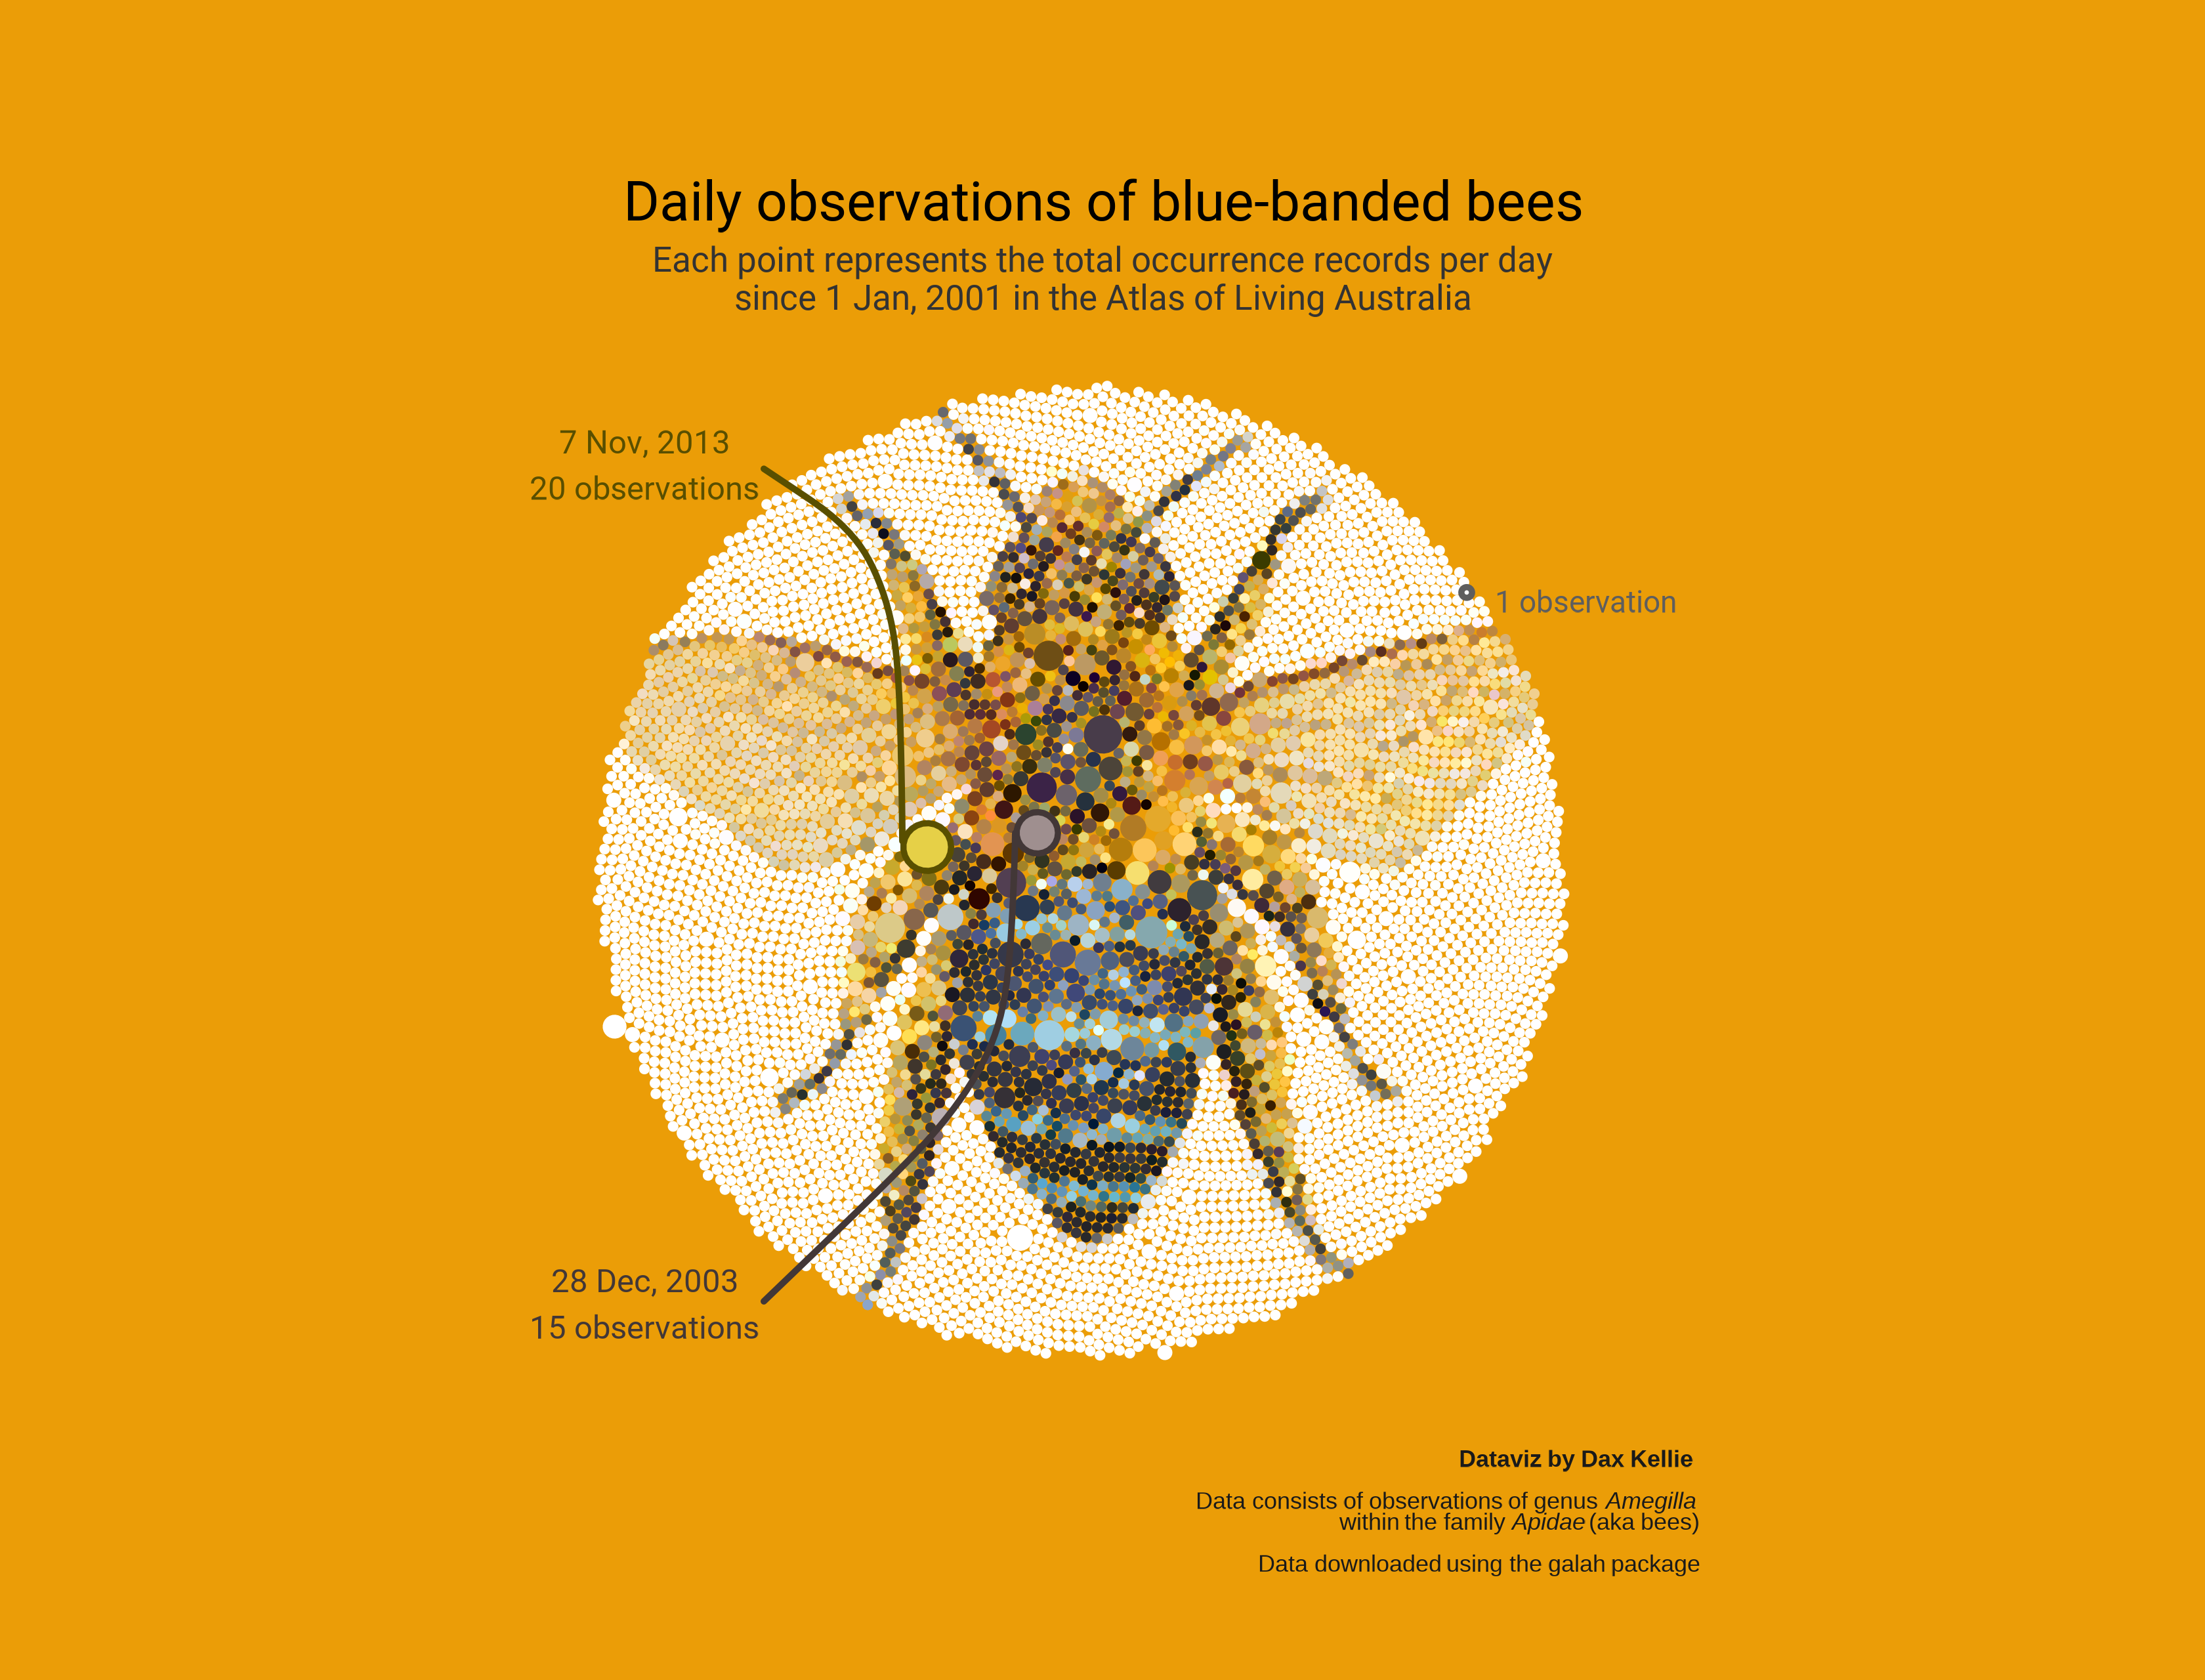 Daily observations of blue-banded bees
Each point represents the total occurrence records per day
since 1 Jan, 2001 in the Atlas of Living Australia
7 Nov, 2013
20 observations
1 observation
28 Dec, 2003
15 observations
Dataviz by Dax Kellie
Data consists of observations of genus Amegilla
within the family Apidae (aka bees)
Data downloaded using the galah package